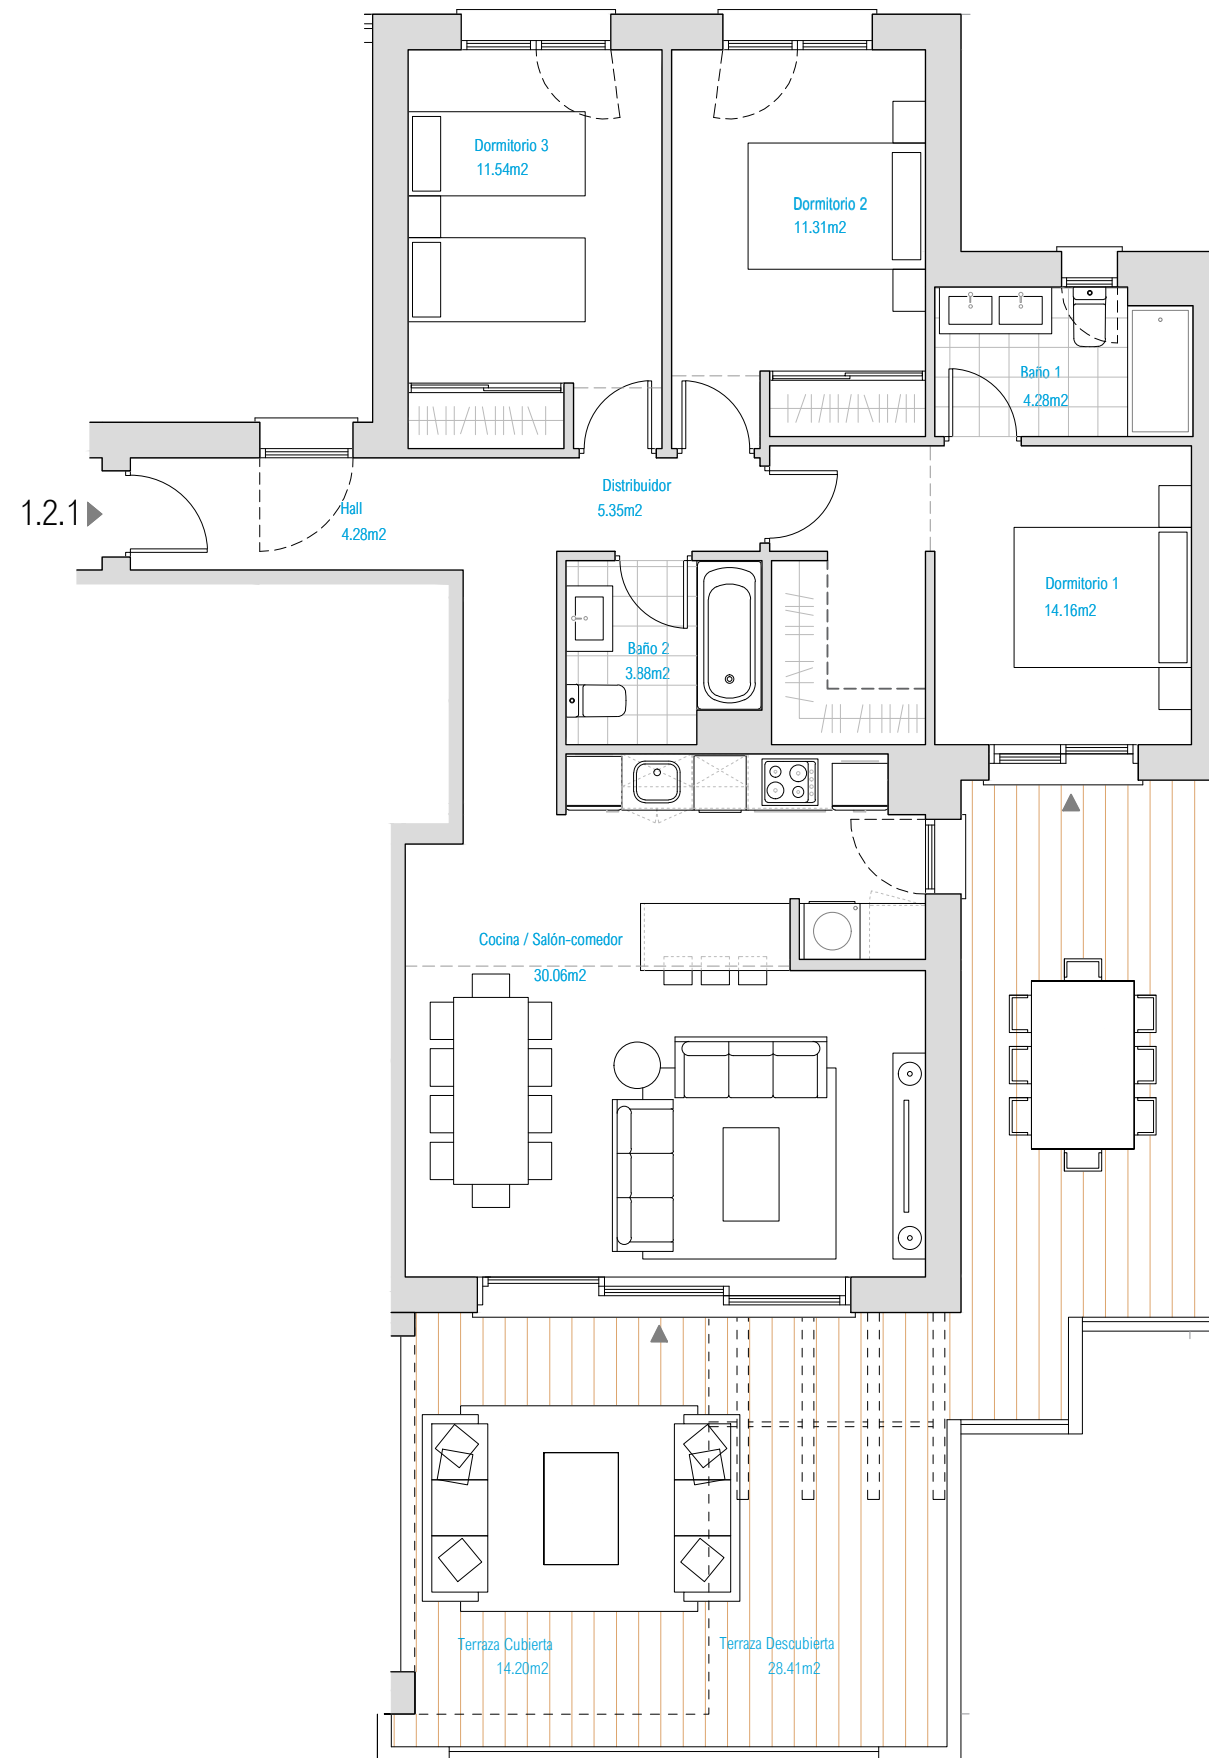 Dormitorio 3
11.54m2
Dormitorio 2
11.31m2
Baño 1
4.28m2
Distribuidor
5.35m2
1.2.1
Hall
4.28m2
Dormitorio 1
14.16m2
Baño 2
3.88m2
Cocina / Salón-comedor
30.06m2
Terraza Cubierta
14.20m2
Terraza Descubierta
28.41m2